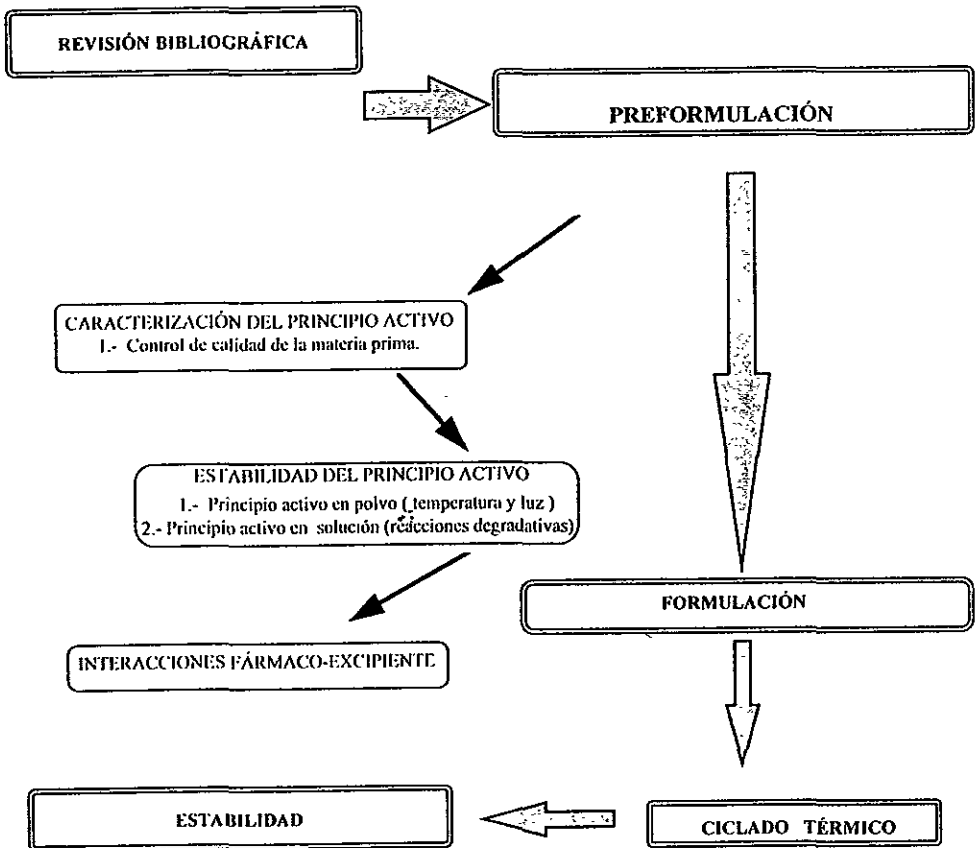 REVISIÓN BIBLIOGRÁFICA
PREFORMULACIÓN
CARACTERIZACIÓN DEL PRINCIPIO ACTIVO
1.- Control de calidad de la materia prima.
ESTABILIDAD DEL PRINCIPIO ACTIVO
1.- Principio activo en polvo ( temperatura y luz )
2.- Principio activo en solución (reacciones degradativas)
INTERACCIONES FÁRMACO-EXCIPIENTE
FORMULACIÓN
CICLADO TÉRMICO
ESTABILIDAD